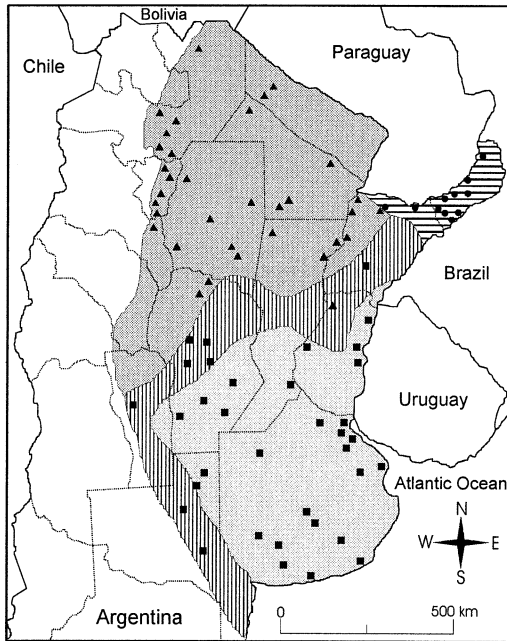 Bolivia
Chile
Paraguay
Brazil
Uruguay
Atlantic Ocean
N
W E
S
Argentina
0 500 km